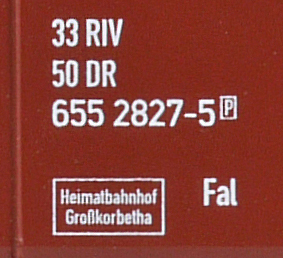 33 RIV
50 DR
655 2827-5 P
Heimatbahnhof
Großkorbetha
Fal